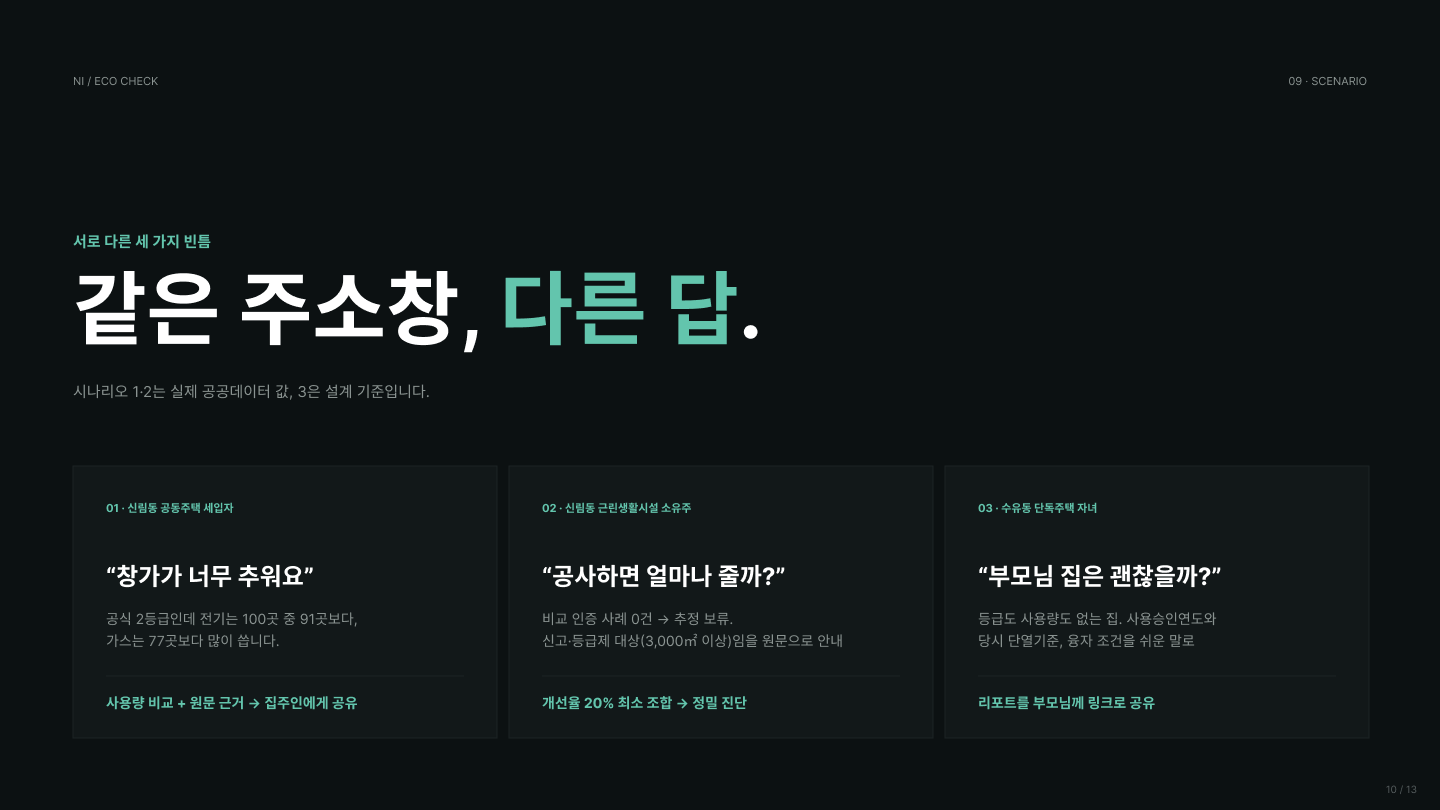 NI / ECO CHECK
09 · SCENARIO
서로 다른 세 가지 빈틈
같은 주소창, 다른 답.
시나리오 1·2는 실제 공공데이터 값, 3은 설계 기준입니다.
01 · 신림동 공동주택 세입자
“창가가 너무 추워요”
공식 2등급인데 전기는 100곳 중 91곳보다,
가스는 77곳보다 많이 씁니다.
사용량 비교 + 원문 근거 → 집주인에게 공유
02 · 신림동 근린생활시설 소유주
“공사하면 얼마나 줄까?”
비교 인증 사례 0건 → 추정 보류.
신고·등급제 대상(3,000㎡ 이상)임을 원문으로 안내
개선율 20% 최소 조합 → 정밀 진단
03 · 수유동 단독주택 자녀
“부모님 집은 괜찮을까?”
등급도 사용량도 없는 집. 사용승인연도와
당시 단열기준, 융자 조건을 쉬운 말로
리포트를 부모님께 링크로 공유
10 / 13